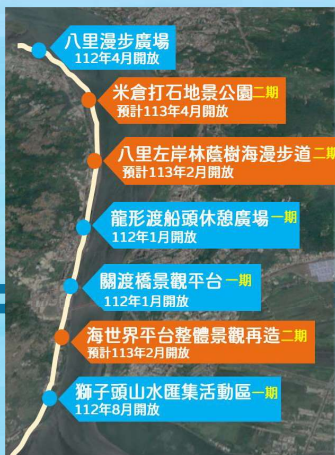 八里漫步廣場
112年4月開放
米倉打石地景公園二期
預計113年4月開放
八里左岸林蔭樹海漫步道二期
預計113年2月開放
龍形渡船頭休憩廣場一期
112年1月開放
關渡橋景觀平台一期
112年1月開放
海世界平台整體景觀再造二期
預計113年2月開放
獅子頭山水匯集活動區一期
112年8月開放